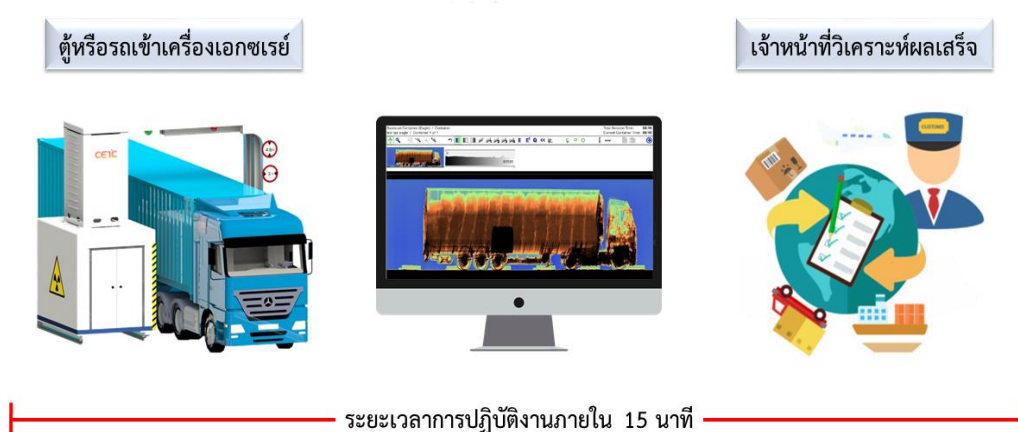 ตู้หรือรถเข้าเครื่องเอกซเรย์
เจ้าหน้าที่วิเคราะห์ผลเสร็จ
CETC
CUSTOMS
ระยะเวลาการปฏิบัติงานภายใน 15 นาที